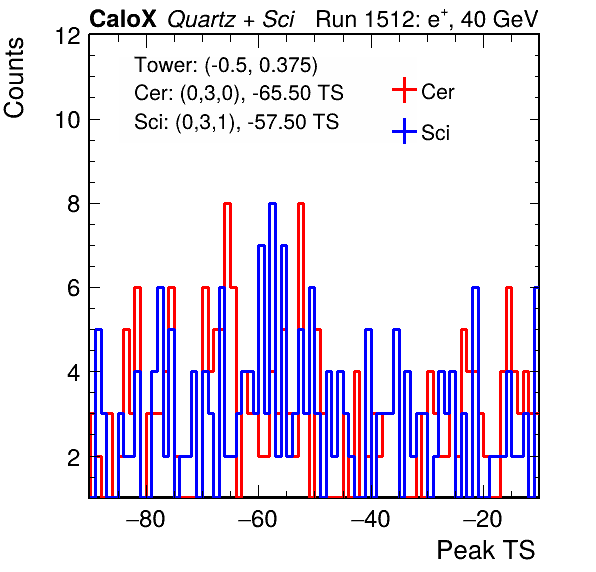 CaloX Quartz + Sci Run 1512: e⁺, 40 GeV
Tower: (-0.5, 0.375)
Cer: (0,3,0), -65.50 TS
Sci: (0,3,1), -57.50 TS
Cer
Sci
Counts
12
10
8
6
4
2
−80 −60 −40 −20
Peak TS